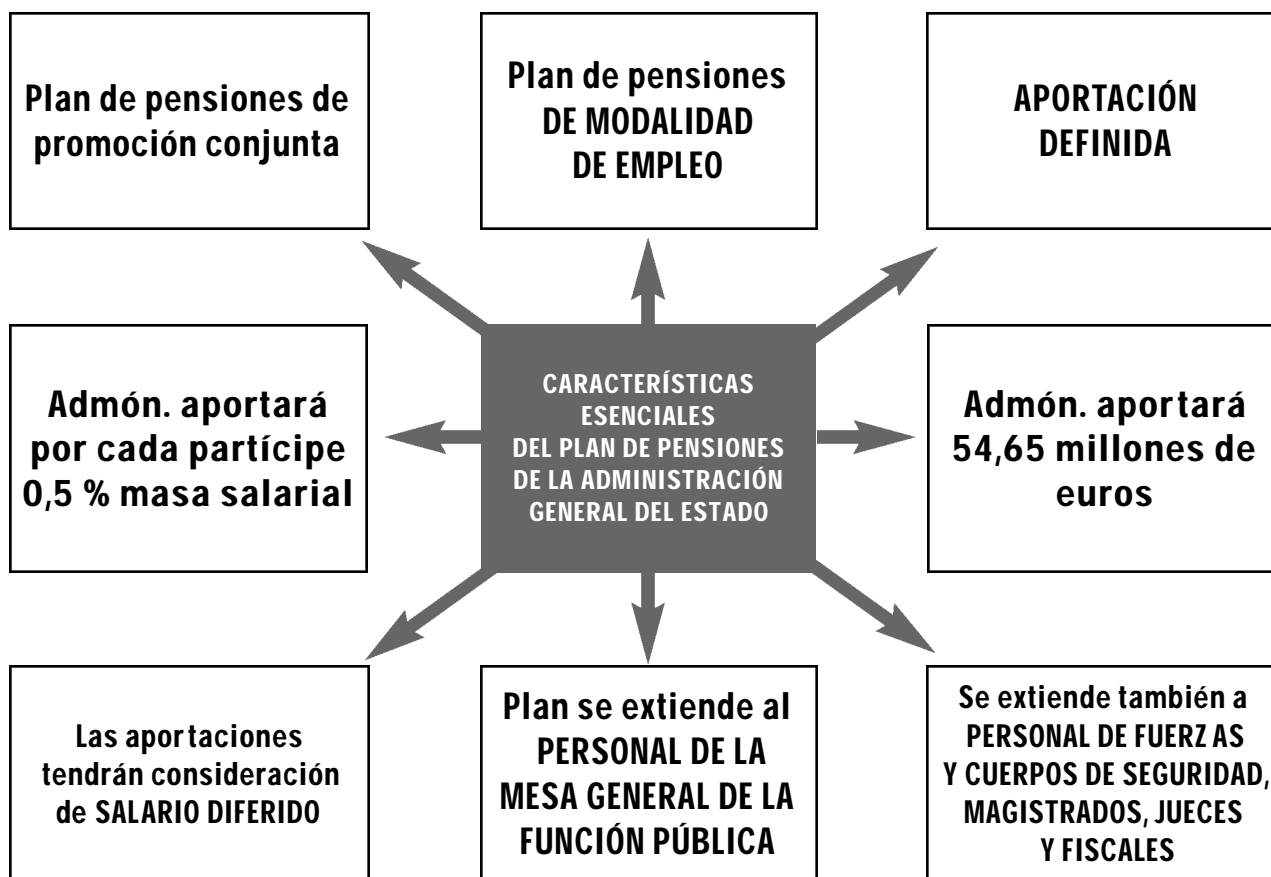 Plan de pensiones de
promoción conjunta
Plan de pensiones
DE MODALIDAD
DE EMPLEO
APORTACIÓN
DEFINIDA
Admón. aportará
por cada partícipe
0,5 % masa salarial
CARACTERÍSTICAS
ESENCIALES
DEL PLAN DE PENSIONES
DE LA ADMINISTRACIÓN
GENERAL DEL ESTADO
Admón. aportará
54,65 millones de
euros
Las aportaciones
tendrán consideración
de SALARIO DIFERIDO
Plan se extiende al
PERSONAL DE LA
MESA GENERAL DE LA
FUNCIÓN PÚBLICA
Se extiende también a
PERSONAL DE FUERZ AS
Y CUERPOS DE SEGURIDAD,
MAGISTRADOS, JUECES
Y FISCALES